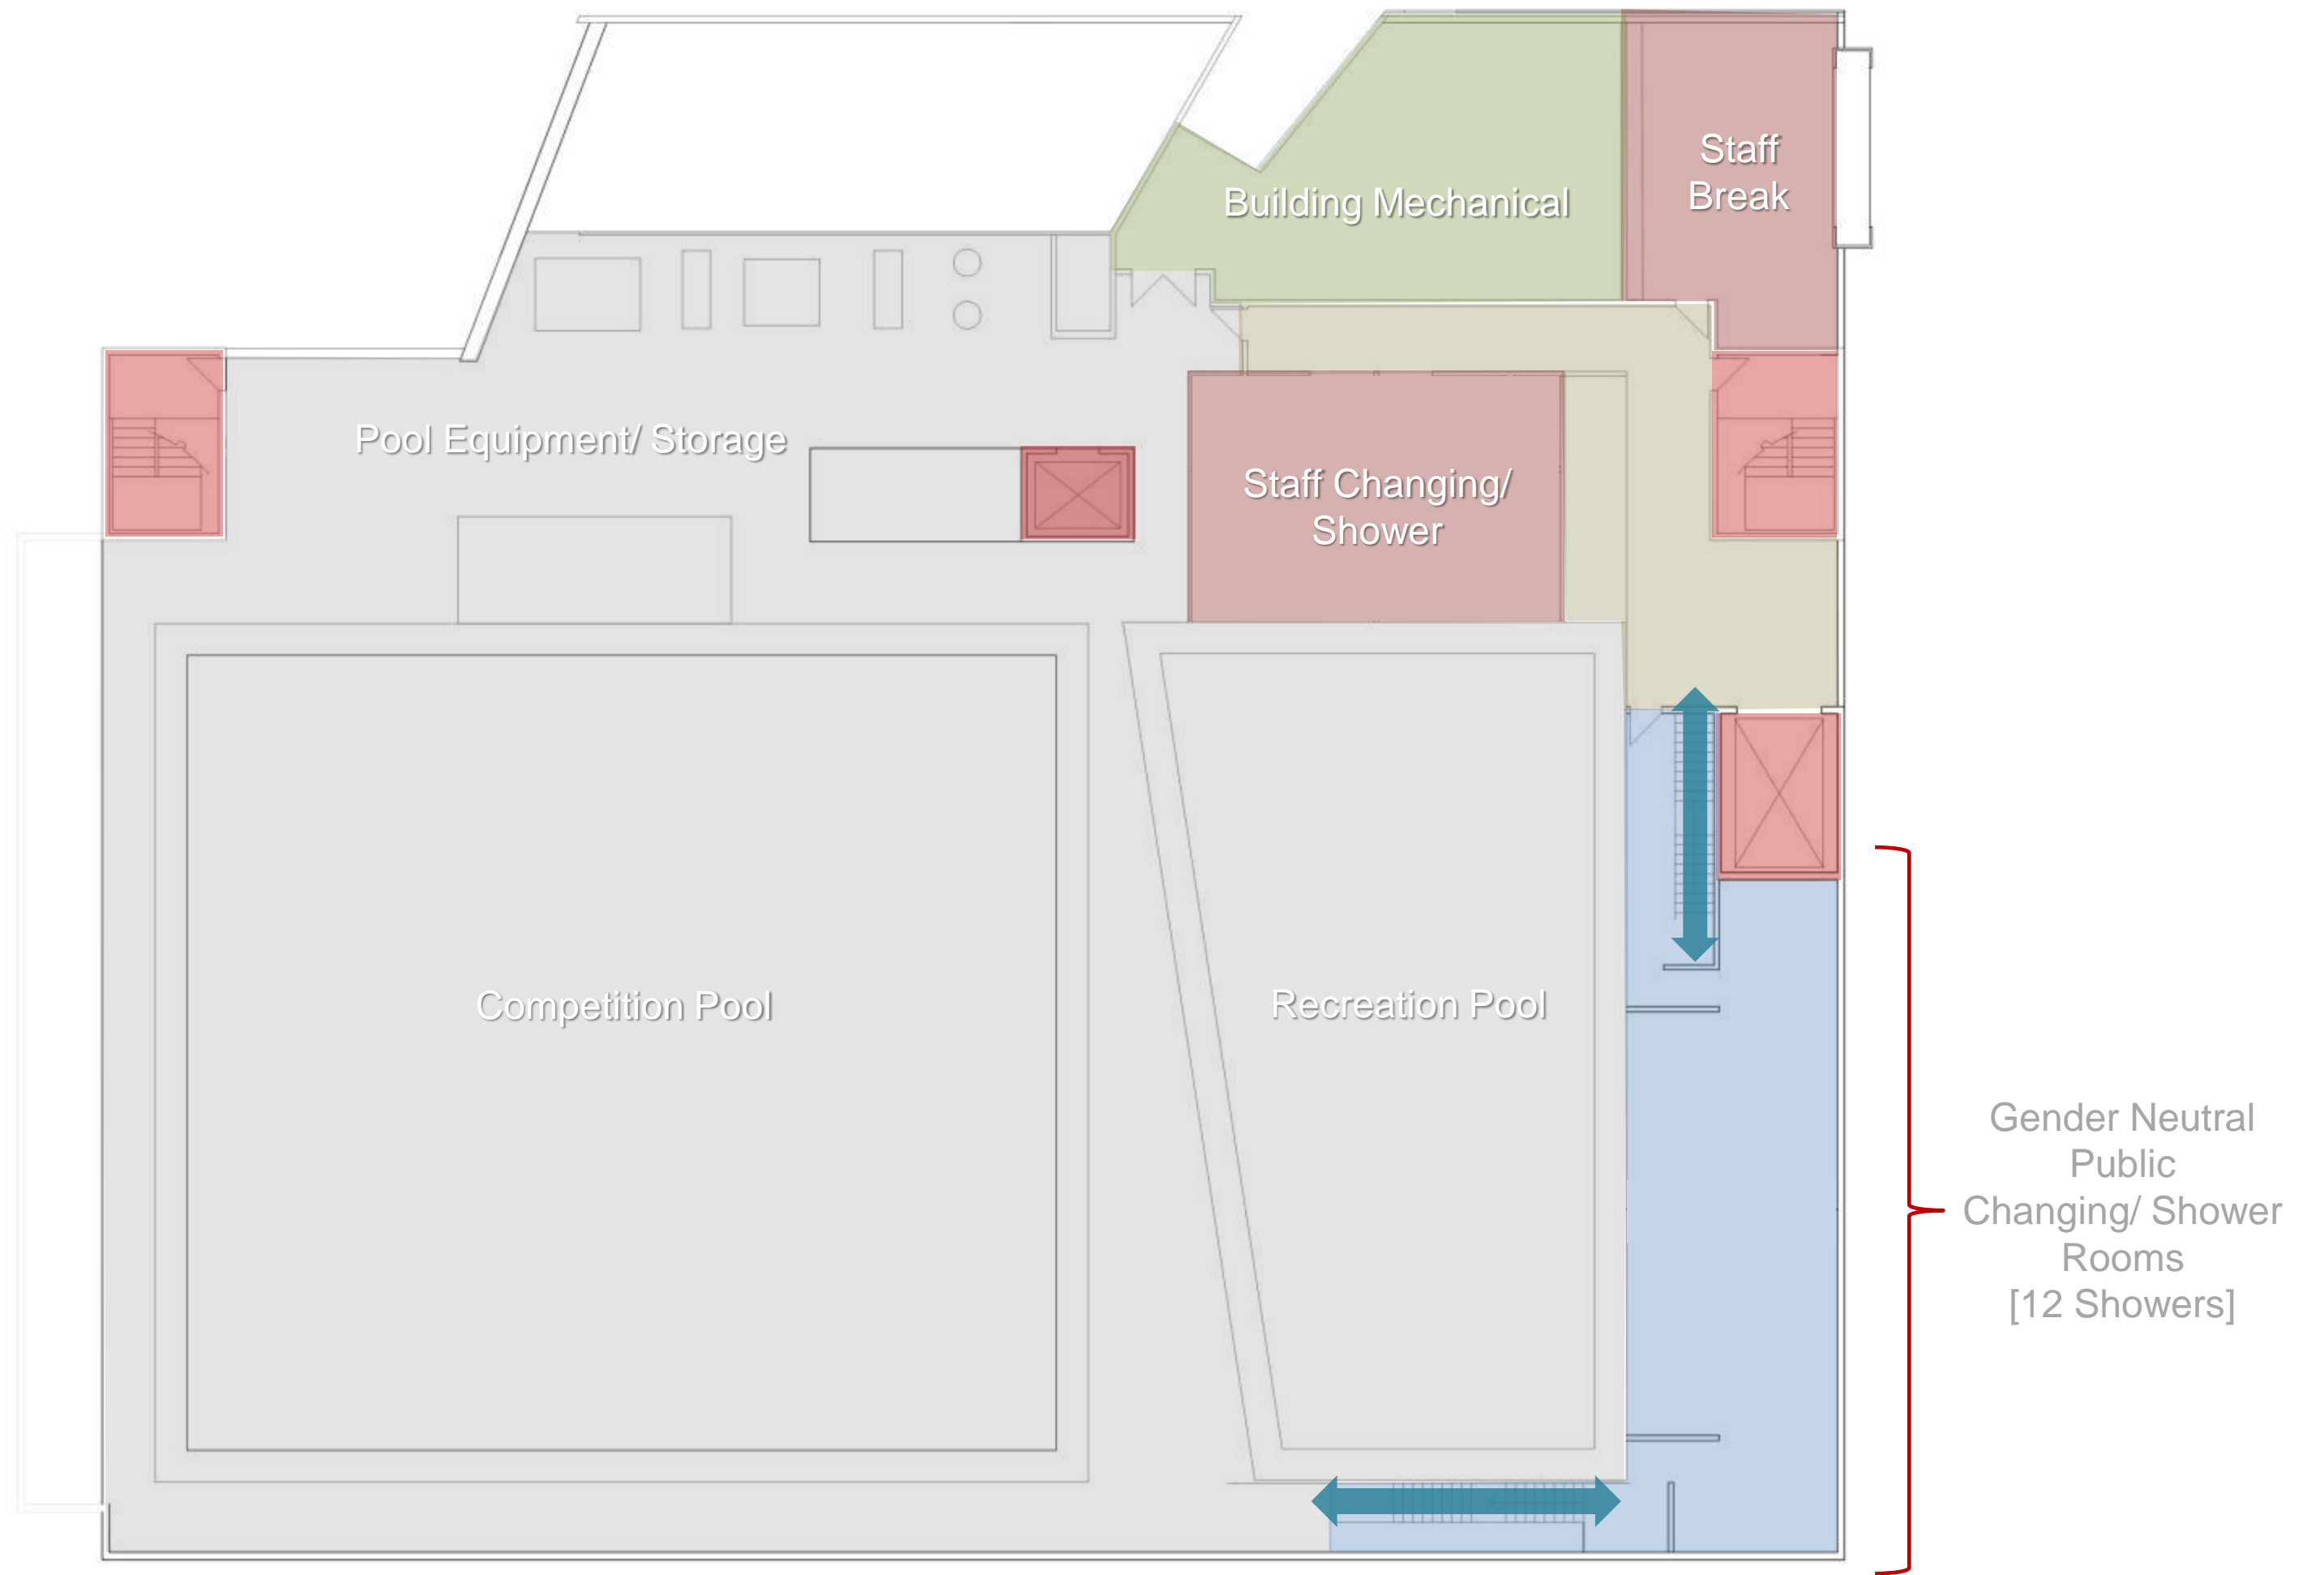 Staff
Break
Building Mechanical
Pool Equipment/ Storage
Staff Changing/
Shower
Competition Pool
Recreation Pool
Gender Neutral
Public
Changing/ Shower
Rooms
[12 Showers]